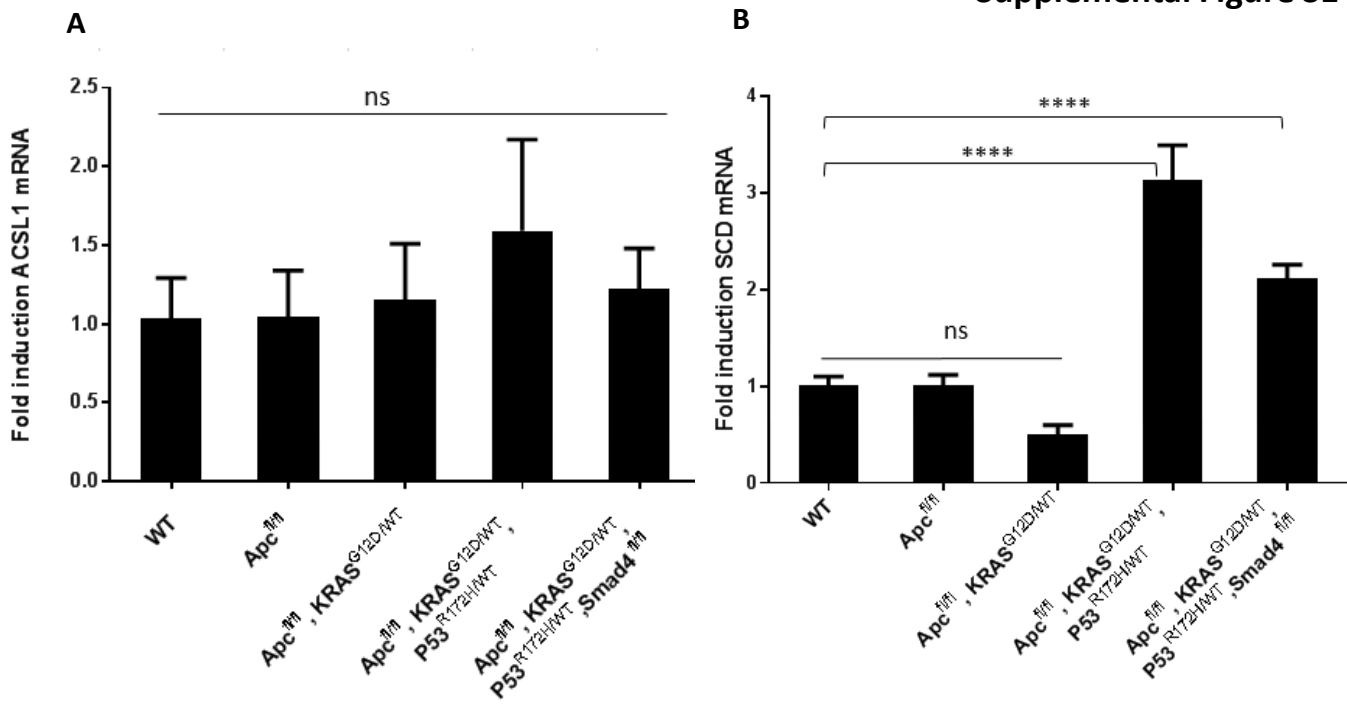 A
Fold induction ACSL1 mRNA
2.5
2.0
1.5
1.0
0.5
0.0
ns
WT
Apc^fl/fl
Apc^fl/fl, KRAS^G12D/WT
Apc^fl/fl, KRAS^G12D/WT,
P53^R172H/WT
Apc^fl/fl, KRAS^G12D/WT,
P53^R172H/WT,Smad4^fl/fl
B
Fold induction SCD mRNA
4
3
2
1
0
****
****
ns
WT
Apc^fl/fl
Apc^fl/fl, KRAS^G12D/WT
Apc^fl/fl, KRAS^G12D/WT,
P53^R172H/WT
Apc^fl/fl, KRAS^G12D/WT,
P53^R172H/WT,Smad4^fl/fl